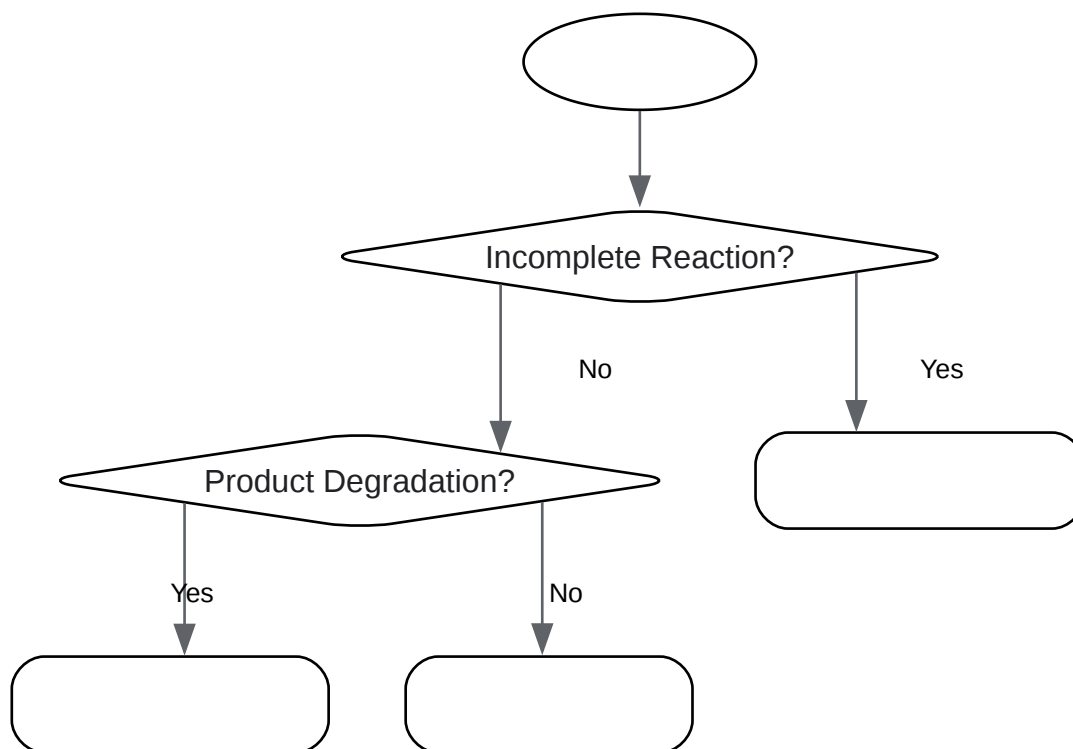 Incomplete Reaction?
No
Yes
Product Degradation?
Yes
No